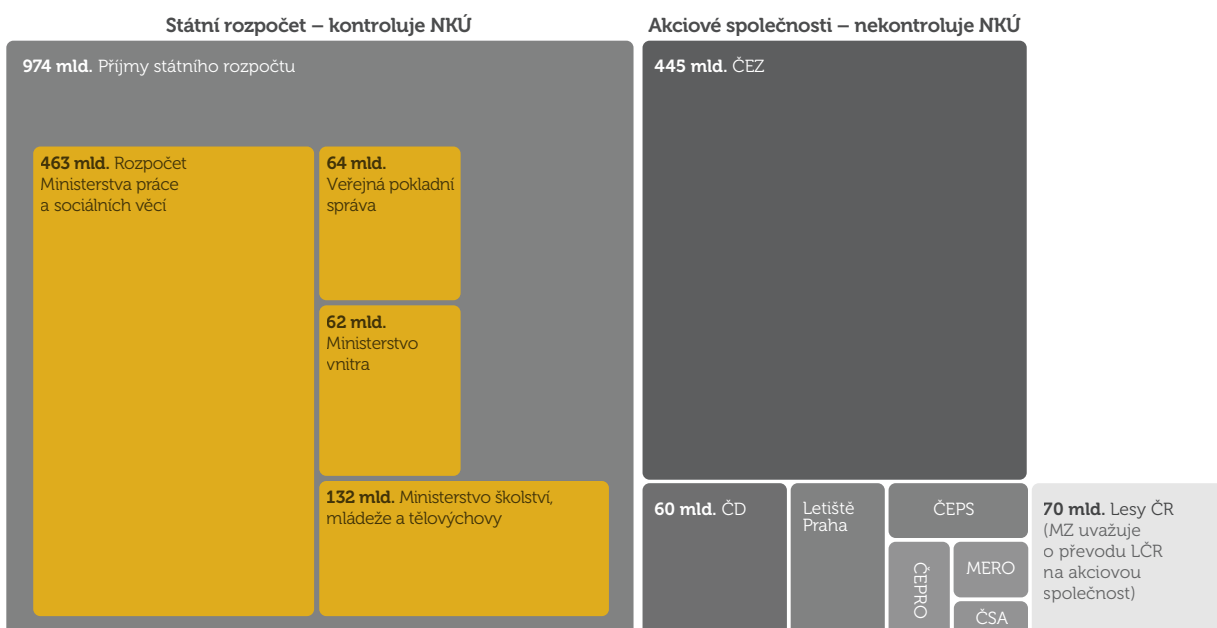 Státní rozpočet – kontroluje NKÚ
974 mld. Příjmy státního rozpočtu
463 mld. Rozpočet
Ministerstva práce
a sociálních věcí
64 mld.
Veřejná pokladní
správa
62 mld.
Ministerstvo
vnitra
132 mld. Ministerstvo školství,
mládeže a tělovýchovy
Akciové společnosti – nekontroluje NKÚ
445 mld. ČEZ
60 mld. ČD
Letiště
Praha
ČEPS
ČEPRO
MERO
ČSA
70 mld. Lesy ČR
(MZ uvažuje
o převodu LČR
na akciovou
společnost)